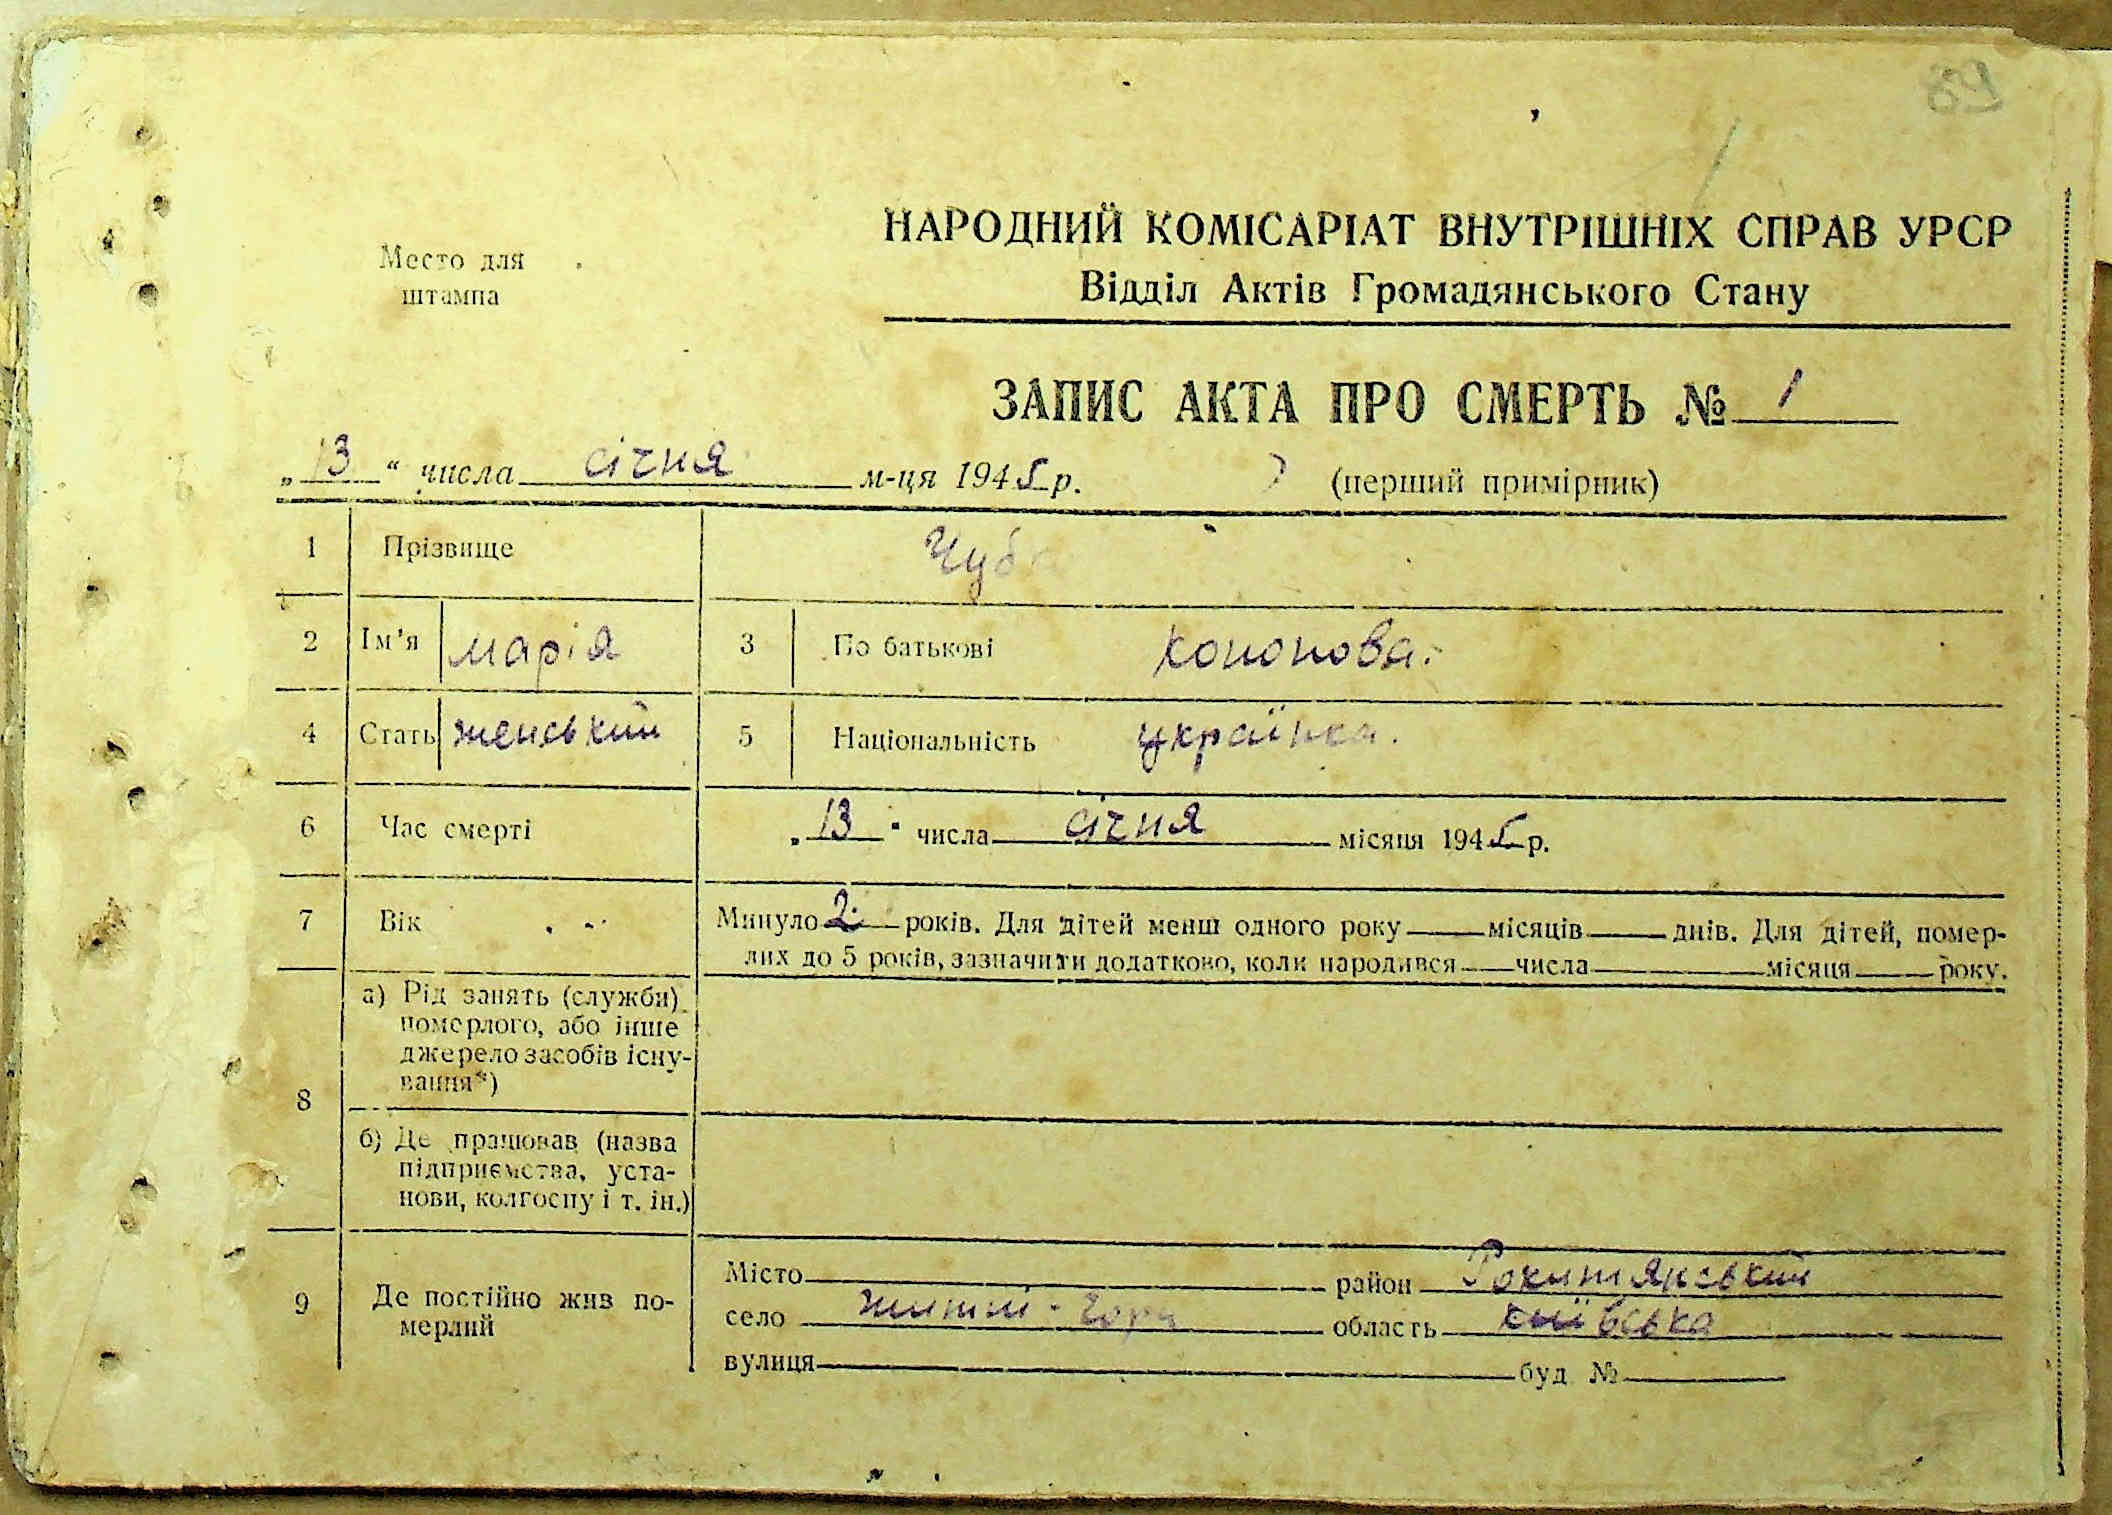 89
Место для
штампа
НАРОДНИЙ КОМІСАРІАТ ВНУТРІШНІХ СПРАВ УРСР
Відділ Актів Громадянського Стану
ЗАПИС АКТА ПРО СМЕРТЬ № 1
„13“ числа січня м-ця 1945 р. (перший примірник)
1 Прізвище
2 Ім'я марія 3 По батькові кононова.
4 Стать женський 5 Національність українка.
6 Час смерті „13“ числа січня місяця 1945 р.
7 Вік Минуло 2 років. Для дітей менш одного року місяців днів. Для дітей, помер-
лих до 5 років, зазначити додатково, коли народився числа місяця року.
8 а) Рід занять (служби)
померлого, або інше
джерело засобів існу-
вання*)
б) Де працював (назва
підприємства, уста-
нови, колгоспу і т. ін.)
9 Де постійно жив по-
мерлий
Місто район Рокитянський
село житні-гори область київська
вулиця буд №